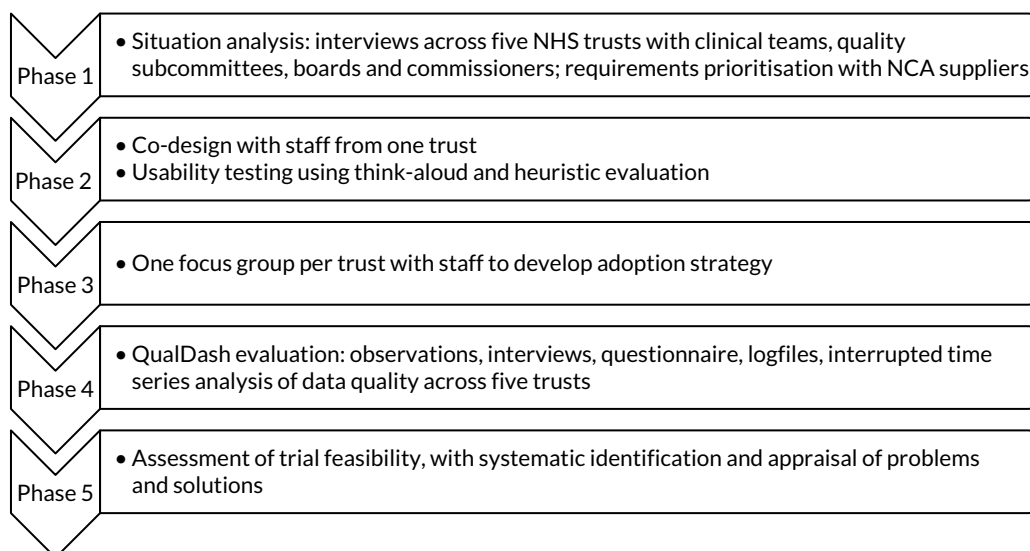 Phase 1
• Situation analysis: interviews across five NHS trusts with clinical teams, quality
subcommittees, boards and commissioners; requirements prioritisation with NCA suppliers
Phase 2
• Co-design with staff from one trust
• Usability testing using think-aloud and heuristic evaluation
Phase 3
• One focus group per trust with staff to develop adoption strategy
Phase 4
• QualDash evaluation: observations, interviews, questionnaire, logfiles, interrupted time
series analysis of data quality across five trusts
Phase 5
• Assessment of trial feasibility, with systematic identification and appraisal of problems
and solutions